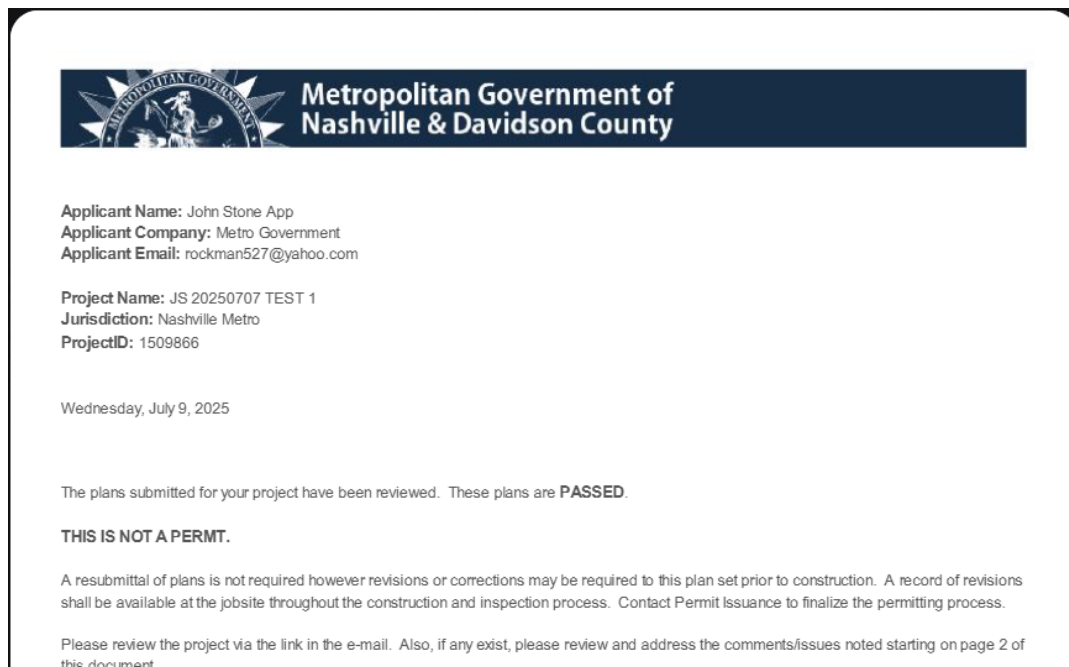 METROPOLITAN GOVERNMENT
Metropolitan Government of
Nashville & Davidson County
Applicant Name: John Stone App
Applicant Company: Metro Government
Applicant Email: rockman527@yahoo.com
Project Name: JS 20250707 TEST 1
Jurisdiction: Nashville Metro
ProjectID: 1509866
Wednesday, July 9, 2025
The plans submitted for your project have been reviewed. These plans are PASSED.
THIS IS NOT A PERMT.
A resubmittal of plans is not required however revisions or corrections may be required to this plan set prior to construction. A record of revisions
shall be available at the jobsite throughout the construction and inspection process. Contact Permit Issuance to finalize the permitting process.
Please review the project via the link in the e-mail. Also, if any exist, please review and address the comments/issues noted starting on page 2 of
this document